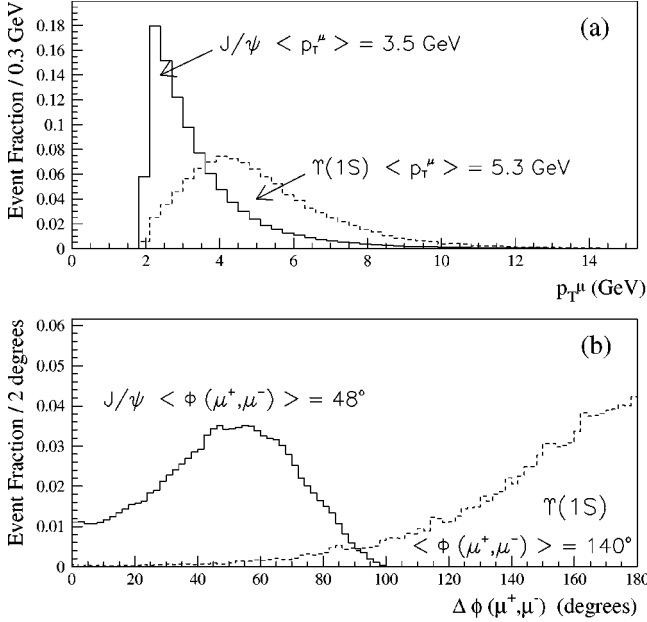 (a)
J/ψ < p_T^μ > = 3.5 GeV
ϒ(1S) < p_T^μ > = 5.3 GeV
Event Fraction / 0.3 GeV
0.18
0.16
0.14
0.12
0.1
0.08
0.06
0.04
0.02
0
0 2 4 6 8 10 12 14
p_T^μ (GeV)
(b)
J/ψ < Φ (μ⁺,μ⁻) > = 48°
ϒ(1S)
< Φ (μ⁺,μ⁻) > = 140°
Event Fraction / 2 degrees
0.06
0.05
0.04
0.03
0.02
0.01
0
0 20 40 60 80 100 120 140 160 180
Δ ϕ (μ⁺,μ⁻) (degrees)